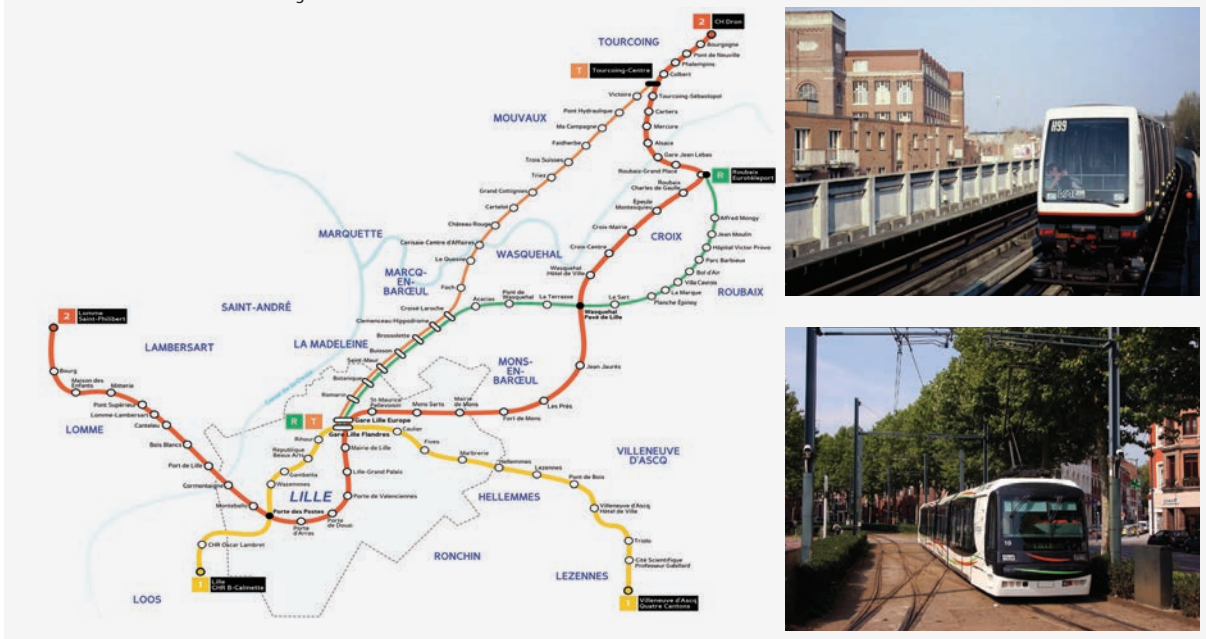 2
CH Dron
TOURCOING
Bourgogne
Pont de Neuville
Phalempins
Colbert
T
Tourcoing-Centre
Victoire
Tourcoing-Sébastopol
Pont Hydraulique
Carliers
MOUVAUX
Ma Campagne
Mercure
Faidherbe
Alsace
Trois Suisses
Gare Jean Lebas
Triez
Roubaix-Grand Place
R
Roubaix
Eurotéléport
Grand Cottignies
Roubaix
Charles de Gaulle
Cartelot
Épeule
Montesquieu
Château-Rouge
Alfred Mongy
Croix-Mairie
MARQUETTE
CROIX
Jean Moulin
Cerisaie-Centre d'Affaires
Croix-Centre
Hôpital Victor Provo
WASQUEHAL
Le Quesne
Parc Barbieux
MARCQ-
EN-
BARŒUL
Wasquehal
Hôtel de Ville
Bol d'Air
Villa Cavrois
Foch
ROUBAIX
La Marque
Planche Épinoy
SAINT-ANDRÉ
Acacias
Pont de
Wasquehal
La Terrasse
Le Sart
Croisé Laroche
Wasquehal
Pavé de Lille
Clemenceau-Hippodrome
2
Lomme
Saint-Philibert
Brossolette
LA MADELEINE
Buisson
LAMBERSART
Saint-Maur
MONS-
EN-
BARŒUL
Jean Jaurès
Botanique
Bourg
Maison des
Enfants
Mitterie
Romarin
Pont Supérieur
St-Maurice
Pellevoisin
Mons Sarts
Mairie
de Mons
Les Prés
Lomme-Lambersart
Fort de Mons
Canteleu
R
T
Gare Lille Europe
LOMME
Gare Lille Flandres
Caulier
Bois Blancs
Rihour
Fives
République
Beaux Arts
Mairie de Lille
Marbrerie
VILLENEUVE
D'ASCQ
Port de Lille
Gambetta
Lille-Grand Palais
Hellemmes
Lezennes
Cormontaigne
Wazemmes
Pont de Bois
LILLE
Porte de Valenciennes
HELLEMMES
Montebello
Porte des Postes
Villeneuve d'Ascq
Hôtel de Ville
Porte
d'Arras
Porte
de Douai
CHR Oscar Lambret
Triolo
RONCHIN
Cité Scientifique
Professeur Gabillard
LEZENNES
1
Lille
CHR B-Calmette
LOOS
1
Villeneuve d'Ascq
Quatre Cantons
H99
19